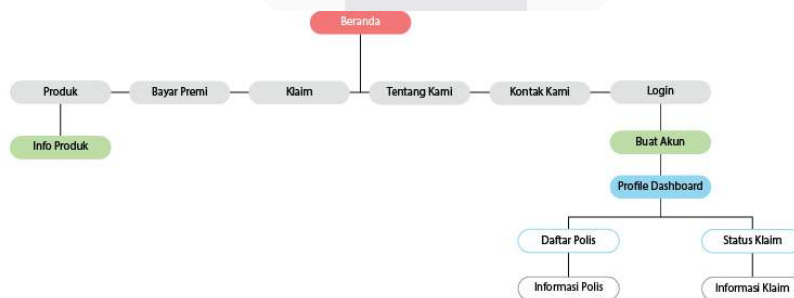 Beranda
Produk
Bayar Premi
Klaim
Tentang Kami
Kontak Kami
Login
Info Produk
Buat Akun
Profile Dashboard
Daftar Polis
Status Klaim
Informasi Polis
Informasi Klaim